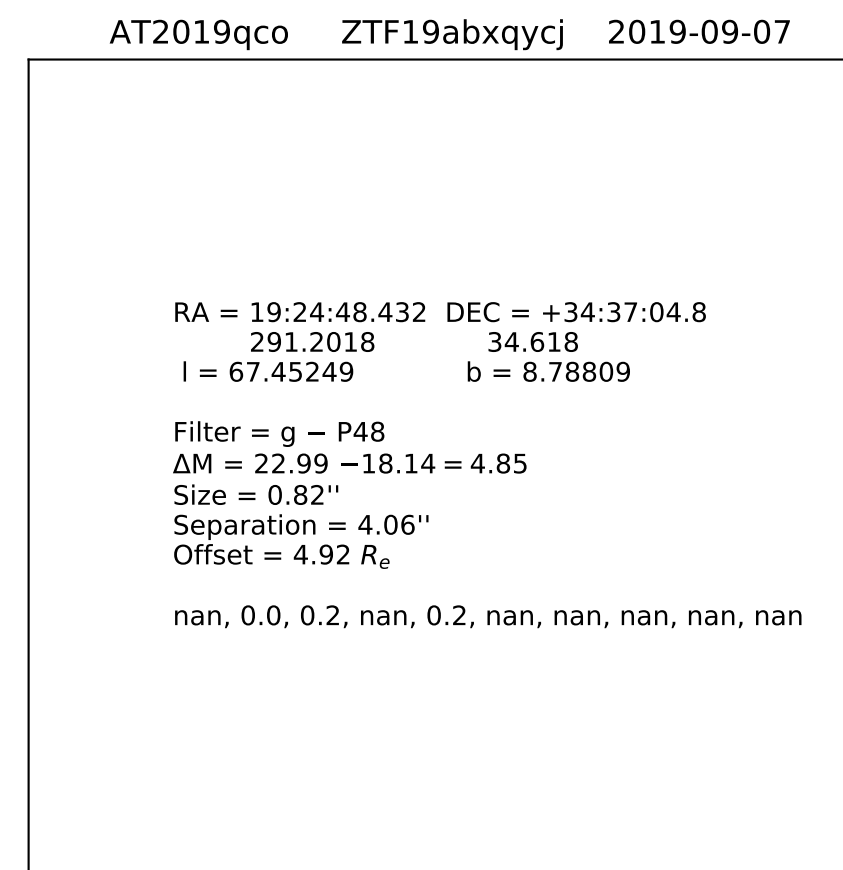 AT2019qco ZTF19abxqycj 2019-09-07
RA = 19:24:48.432 DEC = +34:37:04.8
291.2018 34.618
l = 67.45249 b = 8.78809
Filter = g − P48
ΔM = 22.99 −18.14 = 4.85
Size = 0.82''
Separation = 4.06''
Offset = 4.92 Rₑ
nan, 0.0, 0.2, nan, 0.2, nan, nan, nan, nan, nan